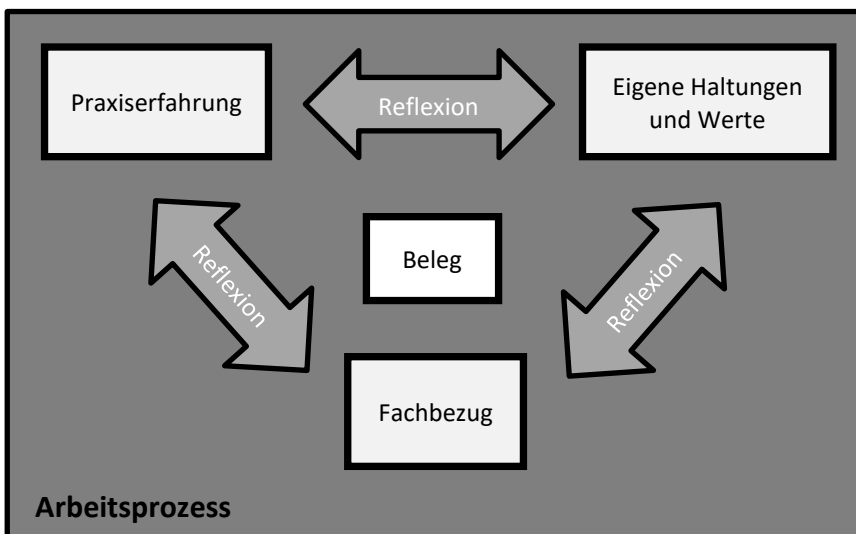 Praxiserfahrung
Reflexion
Eigene Haltungen
und Werte
Reflexion
Beleg
Reflexion
Fachbezug
Arbeitsprozess